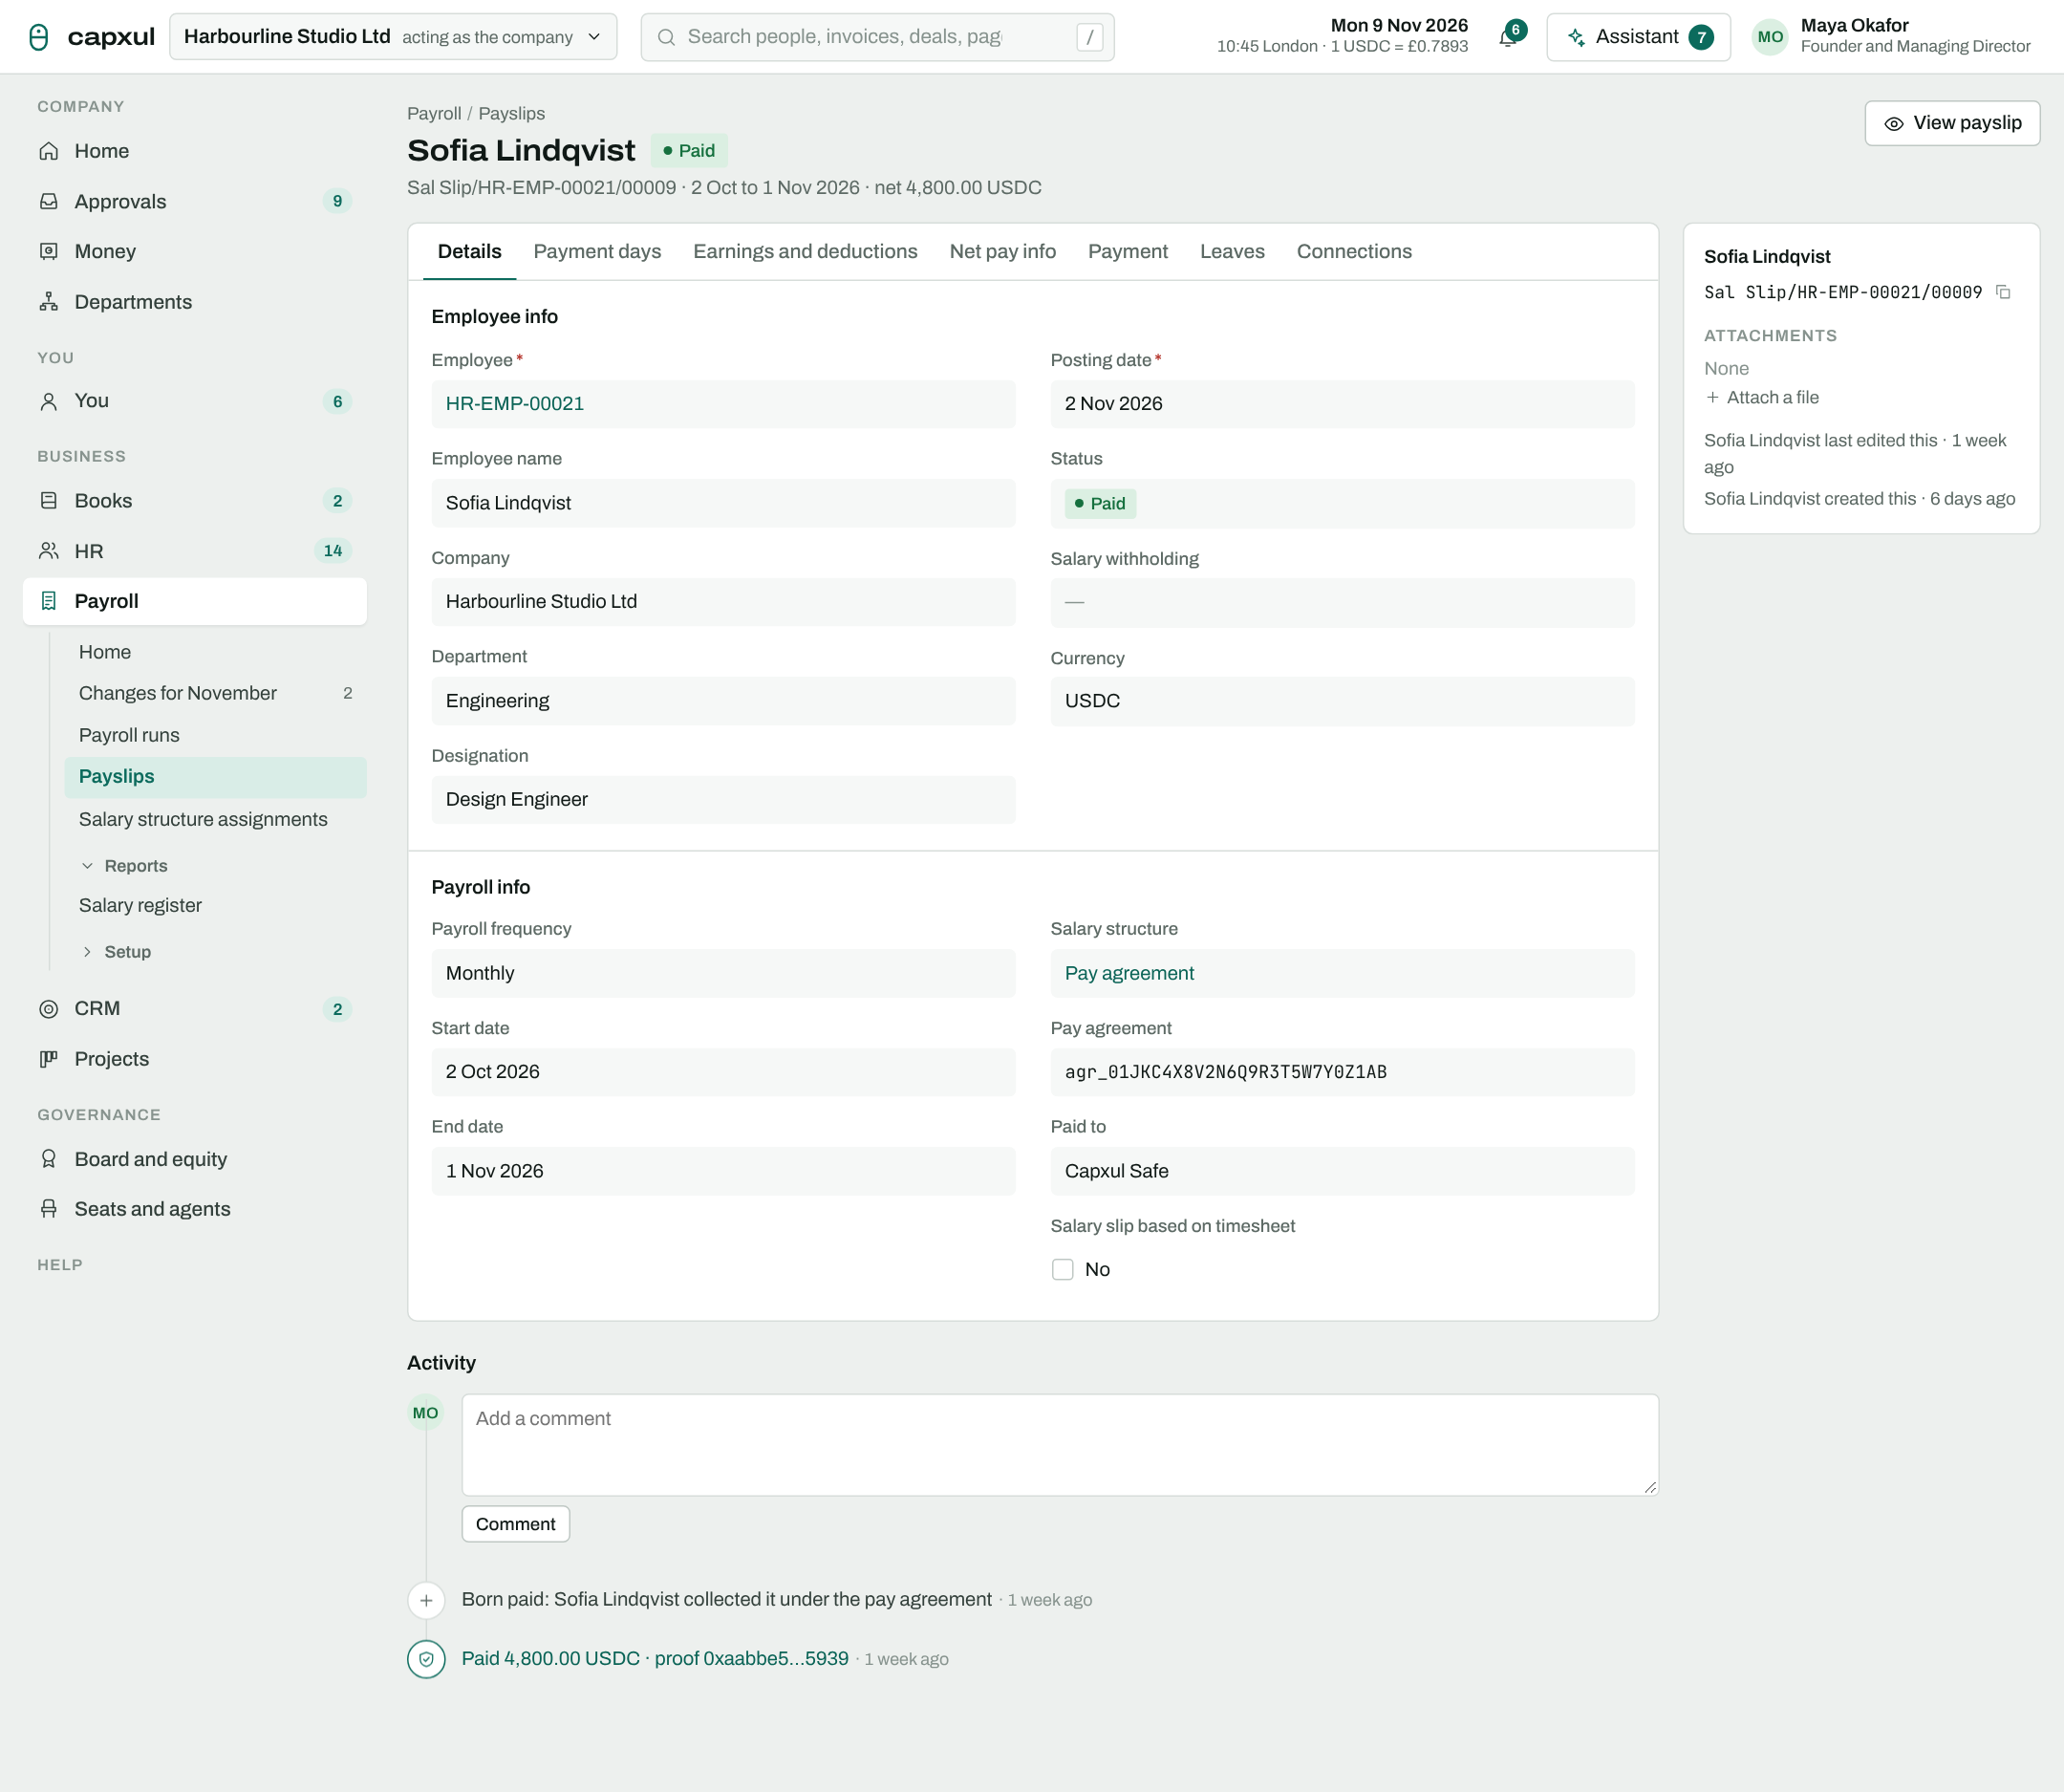 capxul
Harbourline Studio Ltd acting as the company
Search people, invoices, deals, pag
/
Mon 9 Nov 2026
10:45 London · 1 USDC = £0.7893
6
Assistant 7
MO
Maya Okafor
Founder and Managing Director
COMPANY
Home
Approvals 9
Money
Departments
YOU
You 6
BUSINESS
Books 2
HR 14
Payroll
Home
Changes for November 2
Payroll runs
Payslips
Salary structure assignments
Reports
Salary register
Setup
CRM 2
Projects
GOVERNANCE
Board and equity
Seats and agents
HELP
Payroll / Payslips
Sofia Lindqvist Paid
Sal Slip/HR-EMP-00021/00009 · 2 Oct to 1 Nov 2026 · net 4,800.00 USDC
View payslip
Details Payment days Earnings and deductions Net pay info Payment Leaves Connections
Employee info
Employee *
HR-EMP-00021
Posting date *
2 Nov 2026
Employee name
Sofia Lindqvist
Status
Paid
Company
Harbourline Studio Ltd
Salary withholding
—
Department
Engineering
Currency
USDC
Designation
Design Engineer
Payroll info
Payroll frequency
Monthly
Salary structure
Pay agreement
Start date
2 Oct 2026
Pay agreement
agr_01JKC4X8V2N6Q9R3T5W7Y0Z1AB
End date
1 Nov 2026
Paid to
Capxul Safe
Salary slip based on timesheet
No
Sofia Lindqvist
Sal Slip/HR-EMP-00021/00009
ATTACHMENTS
None
+ Attach a file
Sofia Lindqvist last edited this · 1 week
ago
Sofia Lindqvist created this · 6 days ago
Activity
MO
Add a comment
Comment
Born paid: Sofia Lindqvist collected it under the pay agreement · 1 week ago
Paid 4,800.00 USDC · proof 0xaabbe5…5939 · 1 week ago